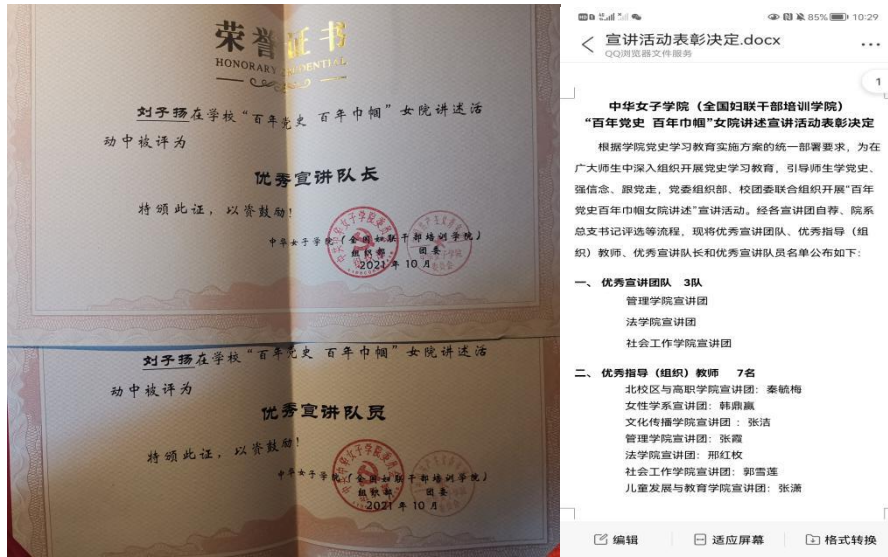 荣誉证书
HONORARY CREDENTIAL
刘子扬在学校“百年党史 百年巾帼”女院讲述活
动中被评为
优秀宣讲队长
特颁此证，以资鼓励！
中华女子学院（全国妇联干部培训学院）
组织部 团委
2021年10月
刘子扬在学校“百年党史 百年巾帼”女院讲述活
动中被评为
优秀宣讲队员
特颁此证，以资鼓励！
中华女子学院（全国妇联干部培训学院）
组织部 团委
2021年10月
85% 10:29
宣讲活动表彰决定.docx
QQ浏览器文件服务
1
中华女子学院（全国妇联干部培训学院）
“百年党史 百年巾帼”女院讲述宣讲活动表彰决定
根据学院党史学习教育实施方案的统一部署要求，为在
广大师生中深入组织开展党史学习教育，引导师生学党史、
强信念、跟党走，党委组织部、校团委联合组织开展“百年
党史百年巾帼女院讲述”宣讲活动。经各宣讲团自荐、院系
总支书记评选等流程，现将优秀宣讲团队、优秀指导（组
织）教师、优秀宣讲队长和优秀宣讲队员名单公布如下：
一、 优秀宣讲团队 3队
管理学院宣讲团
法学院宣讲团
社会工作学院宣讲团
二、 优秀指导（组织）教师 7名
北校区与高职学院宣讲团：秦毓梅
女性学系宣讲团：韩鼎赢
文化传播学院宣讲团 ：张洁
管理学院宣讲团：张霞
法学院宣讲团：邢红枚
社会工作学院宣讲团：郭雪莲
儿童发展与教育学院宣讲团：张潇
编辑 适应屏幕 格式转换